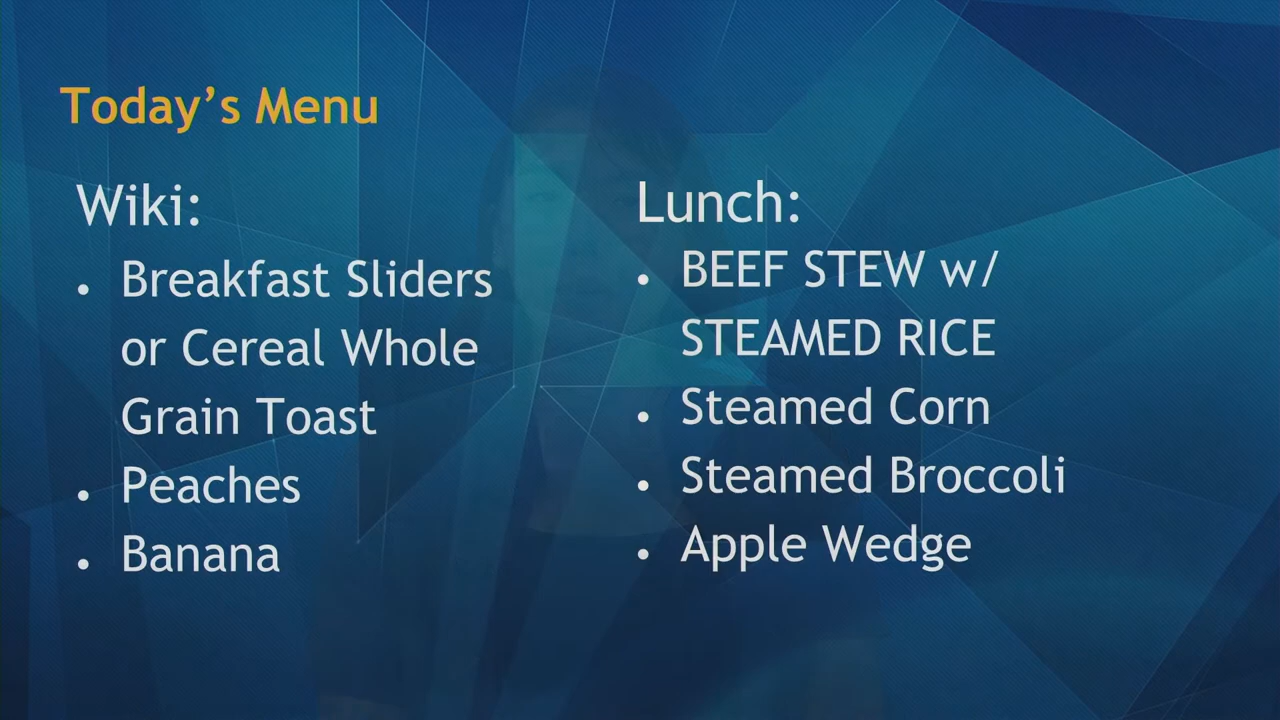 Today’s Menu
Wiki:
• Breakfast Sliders
or Cereal Whole
Grain Toast
• Peaches
• Banana
Lunch:
• BEEF STEW w/
STEAMED RICE
• Steamed Corn
• Steamed Broccoli
• Apple Wedge